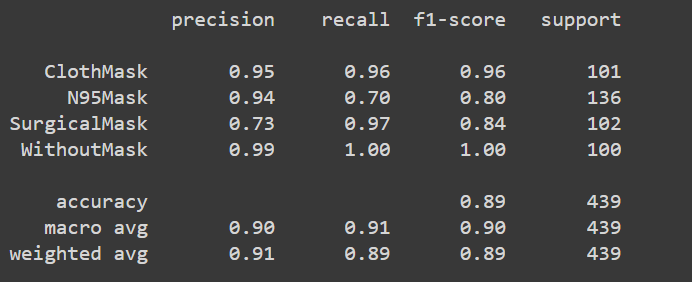 precision recall f1-score support
ClothMask 0.95 0.96 0.96 101
N95Mask 0.94 0.70 0.80 136
SurgicalMask 0.73 0.97 0.84 102
WithoutMask 0.99 1.00 1.00 100
accuracy 0.89 439
macro avg 0.90 0.91 0.90 439
weighted avg 0.91 0.89 0.89 439